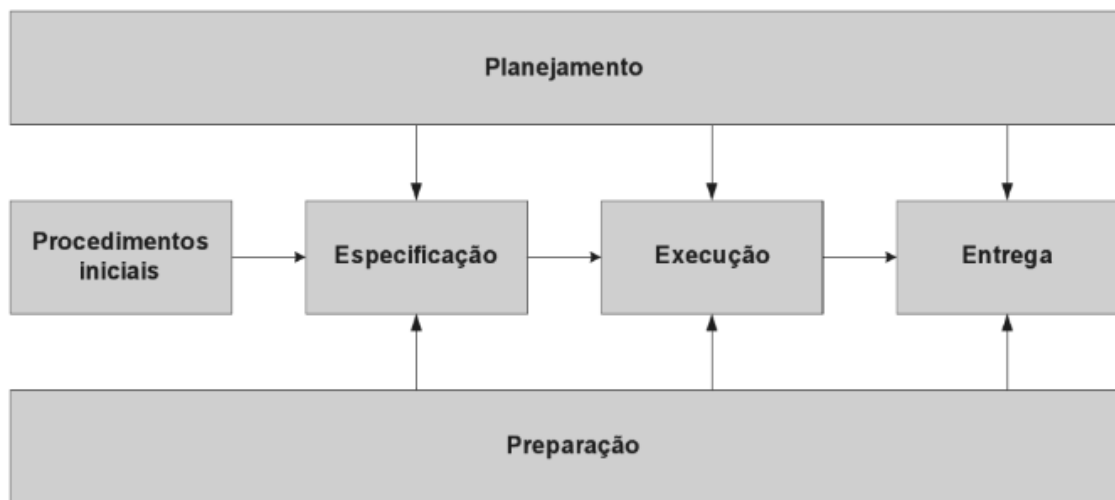 Planejamento
Procedimentos
iniciais
Especificação
Execução
Entrega
Preparação